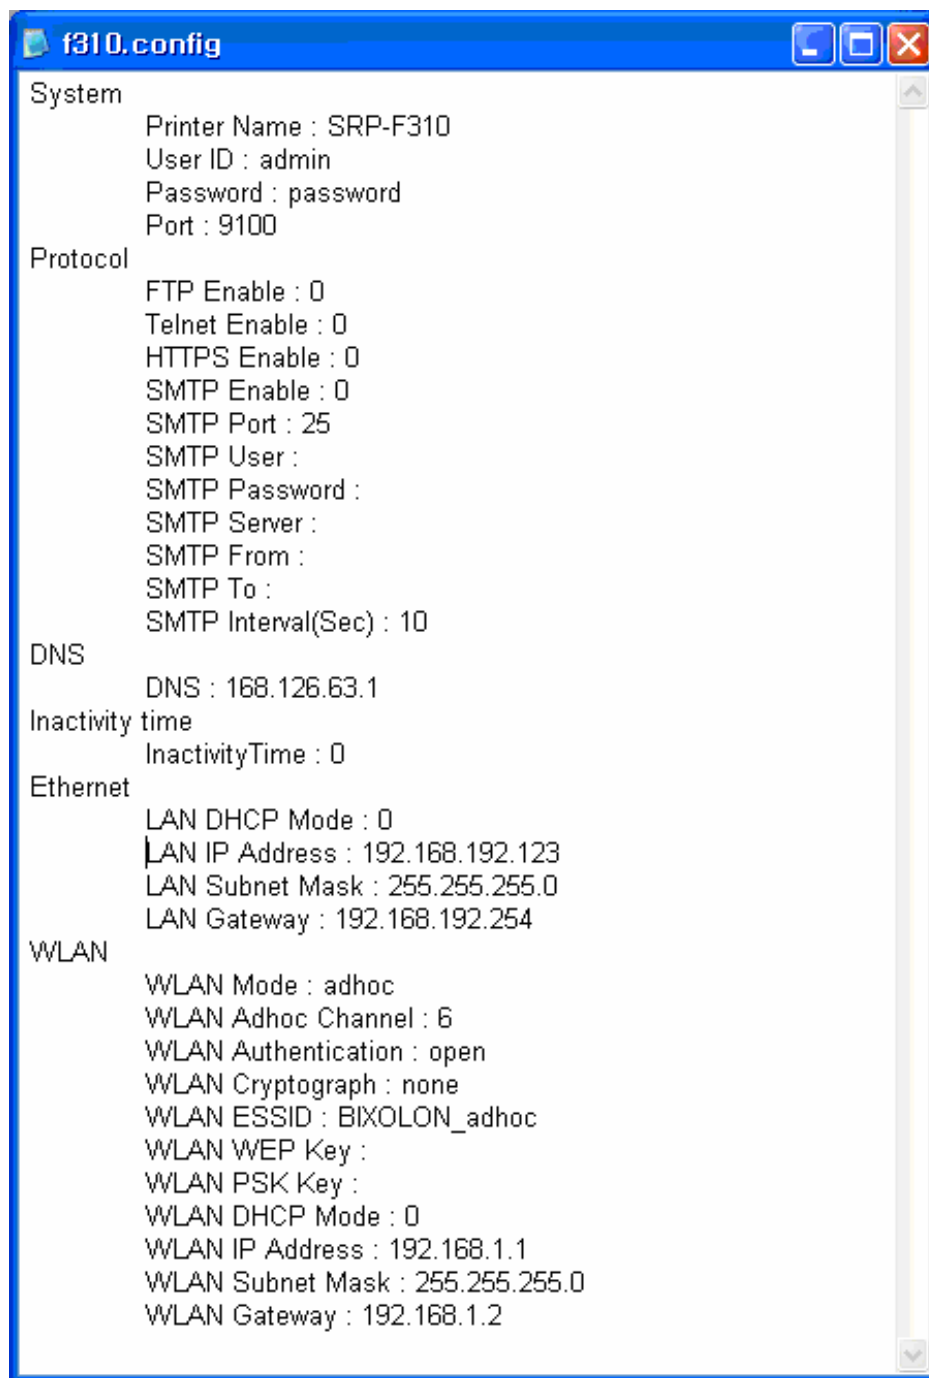 f310.config
System
Printer Name : SRP-F310
User ID : admin
Password : password
Port : 9100
Protocol
FTP Enable : 0
Telnet Enable : 0
HTTPS Enable : 0
SMTP Enable : 0
SMTP Port : 25
SMTP User :
SMTP Password :
SMTP Server :
SMTP From :
SMTP To :
SMTP Interval(Sec) : 10
DNS
DNS : 168.126.63.1
Inactivity time
InactivityTime : 0
Ethernet
LAN DHCP Mode : 0
LAN IP Address : 192.168.192.123
LAN Subnet Mask : 255.255.255.0
LAN Gateway : 192.168.192.254
WLAN
WLAN Mode : adhoc
WLAN Adhoc Channel : 6
WLAN Authentication : open
WLAN Cryptograph : none
WLAN ESSID : BIXOLON_adhoc
WLAN WEP Key :
WLAN PSK Key :
WLAN DHCP Mode : 0
WLAN IP Address : 192.168.1.1
WLAN Subnet Mask : 255.255.255.0
WLAN Gateway : 192.168.1.2